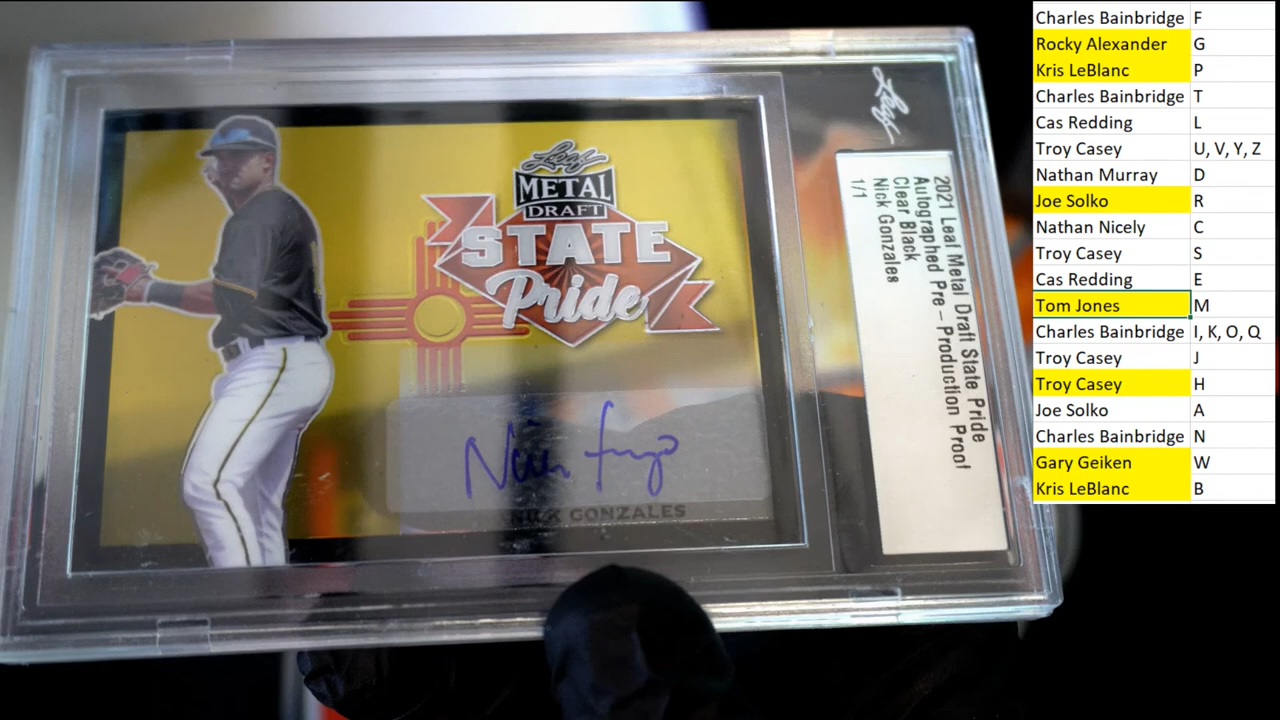 Leaf
METAL
DRAFT
STATE
Pride
NICK GONZALES
Leaf
2021 Leaf Metal Draft State Pride
Autographed Pre - Production Proof
Clear Black
Nick Gonzales
1/1
Charles Bainbridge F
Rocky Alexander G
Kris LeBlanc P
Charles Bainbridge T
Cas Redding L
Troy Casey U, V, Y, Z
Nathan Murray D
Joe Solko R
Nathan Nicely C
Troy Casey S
Cas Redding E
Tom Jones M
Charles Bainbridge I, K, O, Q
Troy Casey J
Troy Casey H
Joe Solko A
Charles Bainbridge N
Gary Geiken W
Kris LeBlanc B